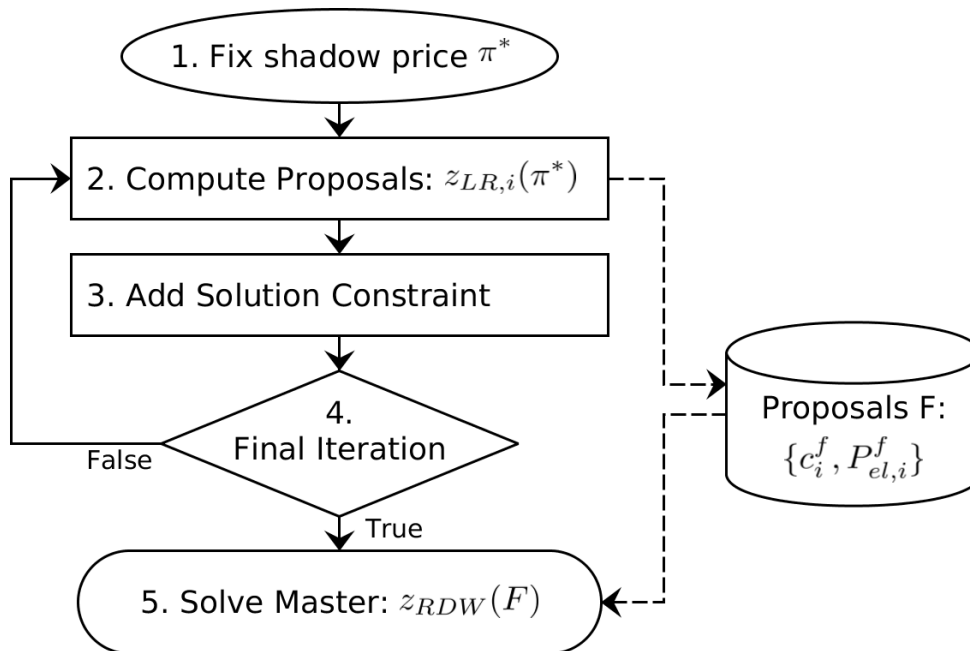 1. Fix shadow price π*
2. Compute Proposals: z_{LR,i}(π*)
3. Add Solution Constraint
4.
Final Iteration
False
True
Proposals F:
{c_i^f, P_{el,i}^f}
5. Solve Master: z_{RDW}(F)